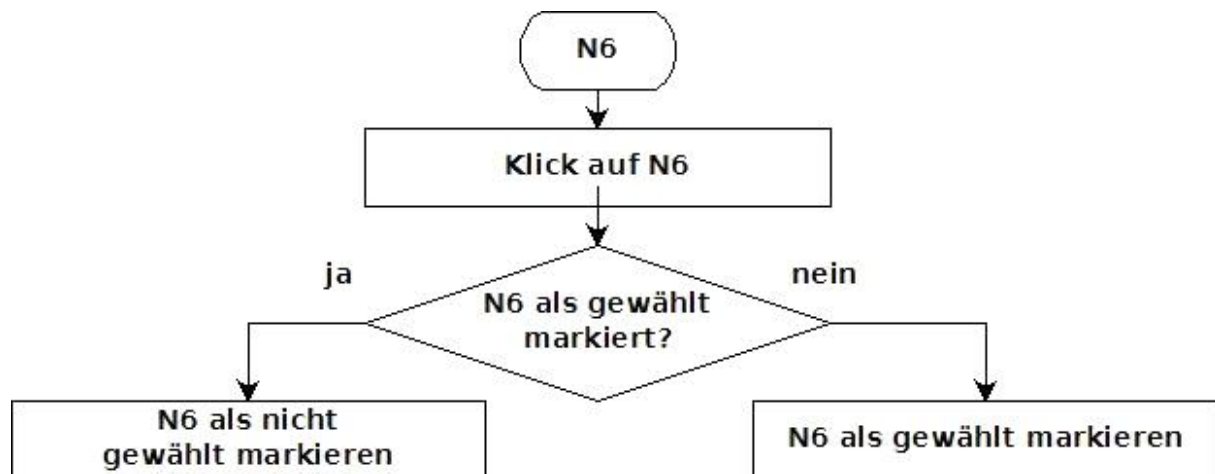 N6
Klick auf N6
ja
nein
N6 als gewählt
markiert?
N6 als nicht
gewählt markieren
N6 als gewählt markieren